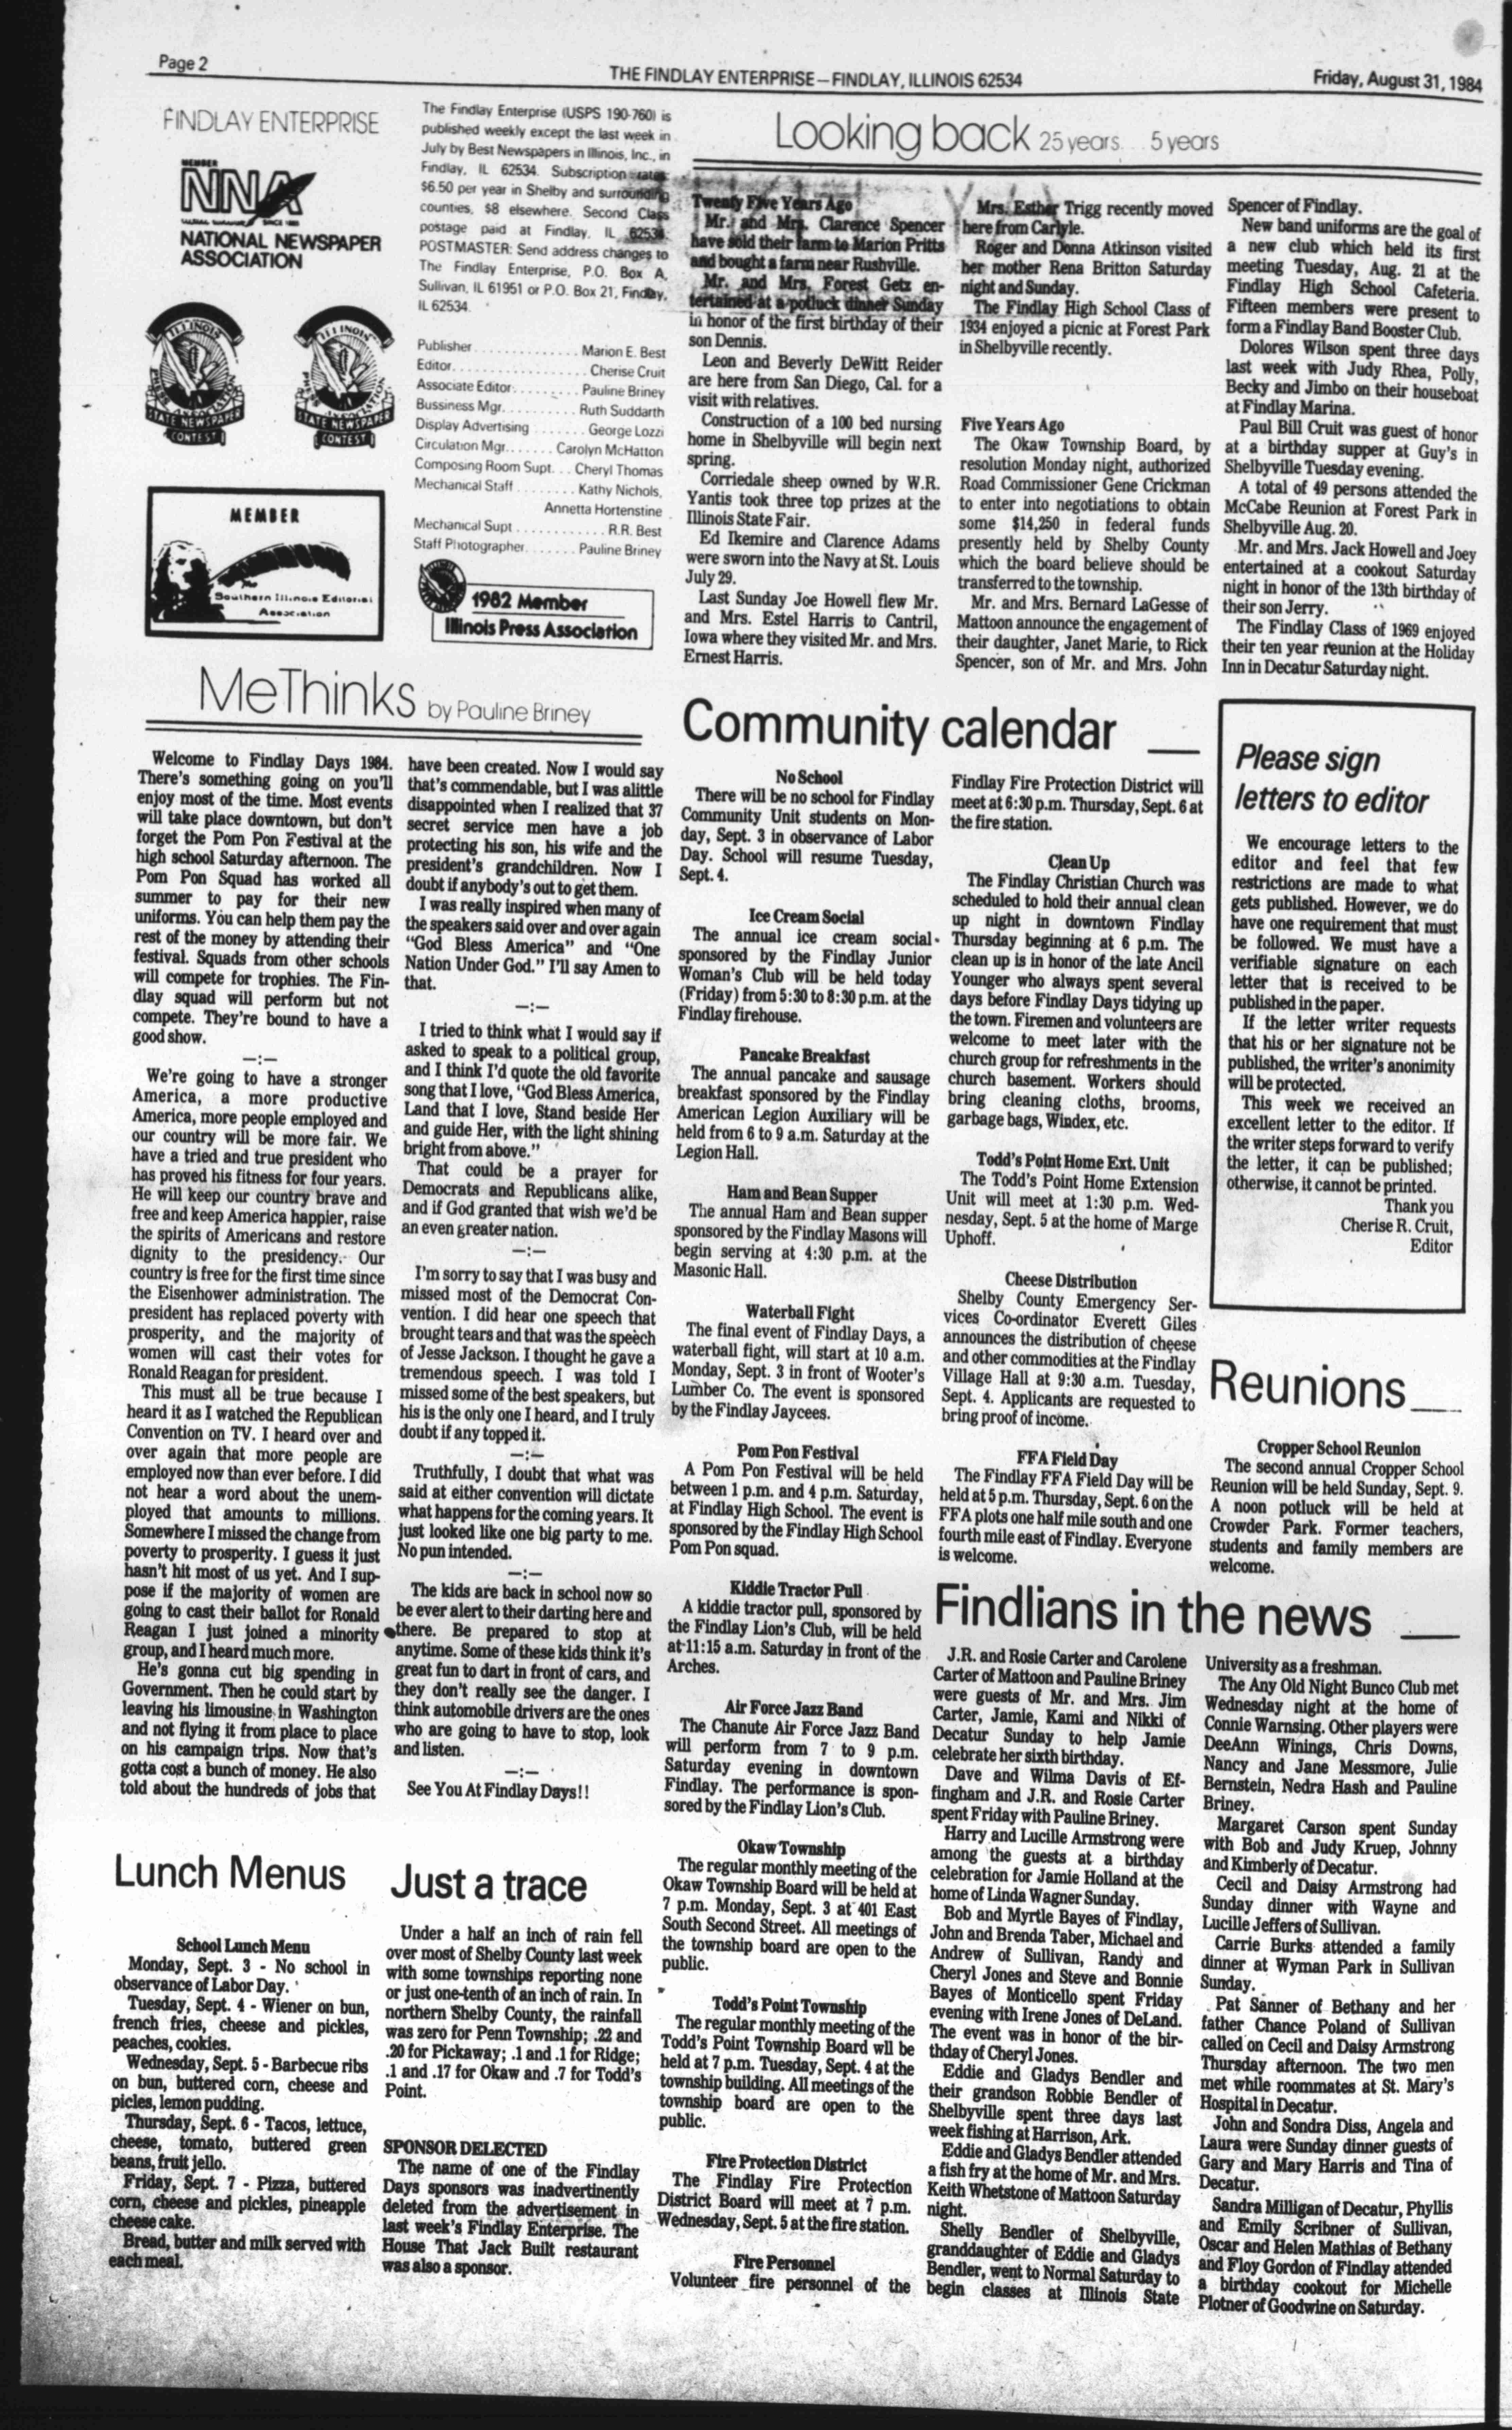 Page 2
THE FINDLAY ENTERPRISE—FINDLAY, ILLINOIS 62534
Friday, August 31, 1984
FINDLAY ENTERPRISE
MEMBER
NNA
SINCE 1885
NATIONAL NEWSPAPER
ASSOCIATION
ILLINOIS
PRESS ASSOCIATION
STATE NEWSPAPER
CONTEST
ILLINOIS
PRESS ASSOCIATION
STATE NEWSPAPER
CONTEST
MEMBER
The
Southern Illinois Editorial
Association
The Findlay Enterprise (USPS 190-760) is
published weekly except the last week in
July by Best Newspapers in Illinois, Inc., in
Findlay, IL 62534. Subscription rates:
$6.50 per year in Shelby and surrounding
counties, $8 elsewhere. Second Class
postage paid at Findlay, IL 62534.
POSTMASTER: Send address changes to
The Findlay Enterprise, P.O. Box A,
Sullivan, IL 61951 or P.O. Box 21, Findlay,
IL 62534.
Publisher . . . . . . . . . . . . . Marion E. Best
Editor. . . . . . . . . . . . . . . . . Cherise Cruit
Associate Editor. . . . . . . . . Pauline Briney
Bussiness Mgr. . . . . . . . . . Ruth Suddarth
Display Advertising . . . . . . . George Lozzi
Circulation Mgr. . . . . . Carolyn McHatton
Composing Room Supt. . . Cheryl Thomas
Mechanical Staff . . . . . . . . Kathy Nichols,
Annetta Hortenstine
Mechanical Supt . . . . . . . . . . . . R.R. Best
Staff Photographer. . . . . . . Pauline Briney
1982 Member
Illinois Press Association
Looking back 25 years. . . 5 years
Twenty Five Years Ago
Mr. and Mrs. Clarence Spencer
have sold their farm to Marion Pritts
and bought a farm near Rushville.
Mr. and Mrs. Forest Getz en-
tertained at a potluck dinner Sunday
in honor of the first birthday of their
son Dennis.
Leon and Beverly DeWitt Reider
are here from San Diego, Cal. for a
visit with relatives.
Construction of a 100 bed nursing
home in Shelbyville will begin next
spring.
Corriedale sheep owned by W.R.
Yantis took three top prizes at the
Illinois State Fair.
Ed Ikemire and Clarence Adams
were sworn into the Navy at St. Louis
July 29.
Last Sunday Joe Howell flew Mr.
and Mrs. Estel Harris to Cantril,
Iowa where they visited Mr. and Mrs.
Ernest Harris.
Mrs. Esther Trigg recently moved
here from Carlyle.
Roger and Donna Atkinson visited
her mother Rena Britton Saturday
night and Sunday.
The Findlay High School Class of
1934 enjoyed a picnic at Forest Park
in Shelbyville recently.
Five Years Ago
The Okaw Township Board, by
resolution Monday night, authorized
Road Commissioner Gene Crickman
to enter into negotiations to obtain
some $14,250 in federal funds
presently held by Shelby County
which the board believe should be
transferred to the township.
Mr. and Mrs. Bernard LaGesse of
Mattoon announce the engagement of
their daughter, Janet Marie, to Rick
Spencer, son of Mr. and Mrs. John
Spencer of Findlay.
New band uniforms are the goal of
a new club which held its first
meeting Tuesday, Aug. 21 at the
Findlay High School Cafeteria.
Fifteen members were present to
form a Findlay Band Booster Club.
Dolores Wilson spent three days
last week with Judy Rhea, Polly,
Becky and Jimbo on their houseboat
at Findlay Marina.
Paul Bill Cruit was guest of honor
at a birthday supper at Guy's in
Shelbyville Tuesday evening.
A total of 49 persons attended the
McCabe Reunion at Forest Park in
Shelbyville Aug. 20.
Mr. and Mrs. Jack Howell and Joey
entertained at a cookout Saturday
night in honor of the 13th birthday of
their son Jerry.
The Findlay Class of 1969 enjoyed
their ten year reunion at the Holiday
Inn in Decatur Saturday night.
MeThinks by Pauline Briney
Welcome to Findlay Days 1984.
There's something going on you'll
enjoy most of the time. Most events
will take place downtown, but don't
forget the Pom Pon Festival at the
high school Saturday afternoon. The
Pom Pon Squad has worked all
summer to pay for their new
uniforms. You can help them pay the
rest of the money by attending their
festival. Squads from other schools
will compete for trophies. The Fin-
dlay squad will perform but not
compete. They're bound to have a
good show.
—:—
We're going to have a stronger
America, a more productive
America, more people employed and
our country will be more fair. We
have a tried and true president who
has proved his fitness for four years.
He will keep our country brave and
free and keep America happier, raise
the spirits of Americans and restore
dignity to the presidency. Our
country is free for the first time since
the Eisenhower administration. The
president has replaced poverty with
prosperity, and the majority of
women will cast their votes for
Ronald Reagan for president.
This must all be true because I
heard it as I watched the Republican
Convention on TV. I heard over and
over again that more people are
employed now than ever before. I did
not hear a word about the unem-
ployed that amounts to millions.
Somewhere I missed the change from
poverty to prosperity. I guess it just
hasn't hit most of us yet. And I sup-
pose if the majority of women are
going to cast their ballot for Ronald
Reagan I just joined a minority
group, and I heard much more.
He's gonna cut big spending in
Government. Then he could start by
leaving his limousine in Washington
and not flying it from place to place
on his campaign trips. Now that's
gotta cost a bunch of money. He also
told about the hundreds of jobs that
have been created. Now I would say
that's commendable, but I was alittle
disappointed when I realized that 37
secret service men have a job
protecting his son, his wife and the
president's grandchildren. Now I
doubt if anybody's out to get them.
I was really inspired when many of
the speakers said over and over again
"God Bless America" and "One
Nation Under God." I'll say Amen to
that.
—:—
I tried to think what I would say if
asked to speak to a political group,
and I think I'd quote the old favorite
song that I love, "God Bless America,
Land that I love, Stand beside Her
and guide Her, with the light shining
bright from above."
That could be a prayer for
Democrats and Republicans alike,
and if God granted that wish we'd be
an even greater nation.
—:—
I'm sorry to say that I was busy and
missed most of the Democrat Con-
vention. I did hear one speech that
brought tears and that was the speech
of Jesse Jackson. I thought he gave a
tremendous speech. I was told I
missed some of the best speakers, but
his is the only one I heard, and I truly
doubt if any topped it.
—:—
Truthfully, I doubt that what was
said at either convention will dictate
what happens for the coming years. It
just looked like one big party to me.
No pun intended.
—:—
The kids are back in school now so
be ever alert to their darting here and
there. Be prepared to stop at
anytime. Some of these kids think it's
great fun to dart in front of cars, and
they don't really see the danger. I
think automobile drivers are the ones
who are going to have to stop, look
and listen.
—:—
See You At Findlay Days!!
Lunch Menus
School Lunch Menu
Monday, Sept. 3 - No school in
observance of Labor Day.
Tuesday, Sept. 4 - Wiener on bun,
french fries, cheese and pickles,
peaches, cookies.
Wednesday, Sept. 5 - Barbecue ribs
on bun, buttered corn, cheese and
picles, lemon pudding.
Thursday, Sept. 6 - Tacos, lettuce,
cheese, tomato, buttered green
beans, fruit jello.
Friday, Sept. 7 - Pizza, buttered
corn, cheese and pickles, pineapple
cheese cake.
Bread, butter and milk served with
each meal.
Just a trace
Under a half an inch of rain fell
over most of Shelby County last week
with some townships reporting none
or just one-tenth of an inch of rain. In
northern Shelby County, the rainfall
was zero for Penn Township; .22 and
.20 for Pickaway; .1 and .1 for Ridge;
.1 and .17 for Okaw and .7 for Todd's
Point.
SPONSOR DELECTED
The name of one of the Findlay
Days sponsors was inadvertinently
deleted from the advertisement in
last week's Findlay Enterprise. The
House That Jack Built restaurant
was also a sponsor.
Community calendar
No School
There will be no school for Findlay
Community Unit students on Mon-
day, Sept. 3 in observance of Labor
Day. School will resume Tuesday,
Sept. 4.
Ice Cream Social
The annual ice cream social
sponsored by the Findlay Junior
Woman's Club will be held today
(Friday) from 5:30 to 8:30 p.m. at the
Findlay firehouse.
Pancake Breakfast
The annual pancake and sausage
breakfast sponsored by the Findlay
American Legion Auxiliary will be
held from 6 to 9 a.m. Saturday at the
Legion Hall.
Ham and Bean Supper
The annual Ham and Bean supper
sponsored by the Findlay Masons will
begin serving at 4:30 p.m. at the
Masonic Hall.
Waterball Fight
The final event of Findlay Days, a
waterball fight, will start at 10 a.m.
Monday, Sept. 3 in front of Wooter's
Lumber Co. The event is sponsored
by the Findlay Jaycees.
Pom Pon Festival
A Pom Pon Festival will be held
between 1 p.m. and 4 p.m. Saturday,
at Findlay High School. The event is
sponsored by the Findlay High School
Pom Pon squad.
Kiddie Tractor Pull
A kiddie tractor pull, sponsored by
the Findlay Lion's Club, will be held
at 11:15 a.m. Saturday in front of the
Arches.
Air Force Jazz Band
The Chanute Air Force Jazz Band
will perform from 7 to 9 p.m.
Saturday evening in downtown
Findlay. The performance is spon-
sored by the Findlay Lion's Club.
Okaw Township
The regular monthly meeting of the
Okaw Township Board will be held at
7 p.m. Monday, Sept. 3 at 401 East
South Second Street. All meetings of
the township board are open to the
public.
Todd's Point Township
The regular monthly meeting of the
Todd's Point Township Board wll be
held at 7 p.m. Tuesday, Sept. 4 at the
township building. All meetings of the
township board are open to the
public.
Fire Protection District
The Findlay Fire Protection
District Board will meet at 7 p.m.
Wednesday, Sept. 5 at the fire station.
Fire Personnel
Volunteer fire personnel of the
Findlay Fire Protection District will
meet at 6:30 p.m. Thursday, Sept. 6 at
the fire station.
Clean Up
The Findlay Christian Church was
scheduled to hold their annual clean
up night in downtown Findlay
Thursday beginning at 6 p.m. The
clean up is in honor of the late Ancil
Younger who always spent several
days before Findlay Days tidying up
the town. Firemen and volunteers are
welcome to meet later with the
church group for refreshments in the
church basement. Workers should
bring cleaning cloths, brooms,
garbage bags, Windex, etc.
Todd's Point Home Ext. Unit
The Todd's Point Home Extension
Unit will meet at 1:30 p.m. Wed-
nesday, Sept. 5 at the home of Marge
Uphoff.
Cheese Distribution
Shelby County Emergency Ser-
vices Co-ordinator Everett Giles
announces the distribution of cheese
and other commodities at the Findlay
Village Hall at 9:30 a.m. Tuesday,
Sept. 4. Applicants are requested to
bring proof of income.
FFA Field Day
The Findlay FFA Field Day will be
held at 5 p.m. Thursday, Sept. 6 on the
FFA plots one half mile south and one
fourth mile east of Findlay. Everyone
is welcome.
Please sign
letters to editor
We encourage letters to the
editor and feel that few
restrictions are made to what
gets published. However, we do
have one requirement that must
be followed. We must have a
verifiable signature on each
letter that is received to be
published in the paper.
If the letter writer requests
that his or her signature not be
published, the writer's anonimity
will be protected.
This week we received an
excellent letter to the editor. If
the writer steps forward to verify
the letter, it can be published;
otherwise, it cannot be printed.
Thank you
Cherise R. Cruit,
Editor
Reunions
Cropper School Reunion
The second annual Cropper School
Reunion will be held Sunday, Sept. 9.
A noon potluck will be held at
Crowder Park. Former teachers,
students and family members are
welcome.
Findlians in the news
J.R. and Rosie Carter and Carolene
Carter of Mattoon and Pauline Briney
were guests of Mr. and Mrs. Jim
Carter, Jamie, Kami and Nikki of
Decatur Sunday to help Jamie
celebrate her sixth birthday.
Dave and Wilma Davis of Ef-
fingham and J.R. and Rosie Carter
spent Friday with Pauline Briney.
Harry and Lucille Armstrong were
among the guests at a birthday
celebration for Jamie Holland at the
home of Linda Wagner Sunday.
Bob and Myrtle Bayes of Findlay,
John and Brenda Taber, Michael and
Andrew of Sullivan, Randy and
Cheryl Jones and Steve and Bonnie
Bayes of Monticello spent Friday
evening with Irene Jones of DeLand.
The event was in honor of the bir-
thday of Cheryl Jones.
Eddie and Gladys Bendler and
their grandson Robbie Bendler of
Shelbyville spent three days last
week fishing at Harrison, Ark.
Eddie and Gladys Bendler attended
a fish fry at the home of Mr. and Mrs.
Keith Whetstone of Mattoon Saturday
night.
Shelly Bendler of Shelbyville,
granddaughter of Eddie and Gladys
Bendler, went to Normal Saturday to
begin classes at Illinois State
University as a freshman.
The Any Old Night Bunco Club met
Wednesday night at the home of
Connie Warnsing. Other players were
DeeAnn Winings, Chris Downs,
Nancy and Jane Messmore, Julie
Bernstein, Nedra Hash and Pauline
Briney.
Margaret Carson spent Sunday
with Bob and Judy Kruep, Johnny
and Kimberly of Decatur.
Cecil and Daisy Armstrong had
Sunday dinner with Wayne and
Lucille Jeffers of Sullivan.
Carrie Burks attended a family
dinner at Wyman Park in Sullivan
Sunday.
Pat Sanner of Bethany and her
father Chance Poland of Sullivan
called on Cecil and Daisy Armstrong
Thursday afternoon. The two men
met while roommates at St. Mary's
Hospital in Decatur.
John and Sondra Diss, Angela and
Laura were Sunday dinner guests of
Gary and Mary Harris and Tina of
Decatur.
Sandra Milligan of Decatur, Phyllis
and Emily Scribner of Sullivan,
Oscar and Helen Mathias of Bethany
and Floy Gordon of Findlay attended
a birthday cookout for Michelle
Plotner of Goodwine on Saturday.